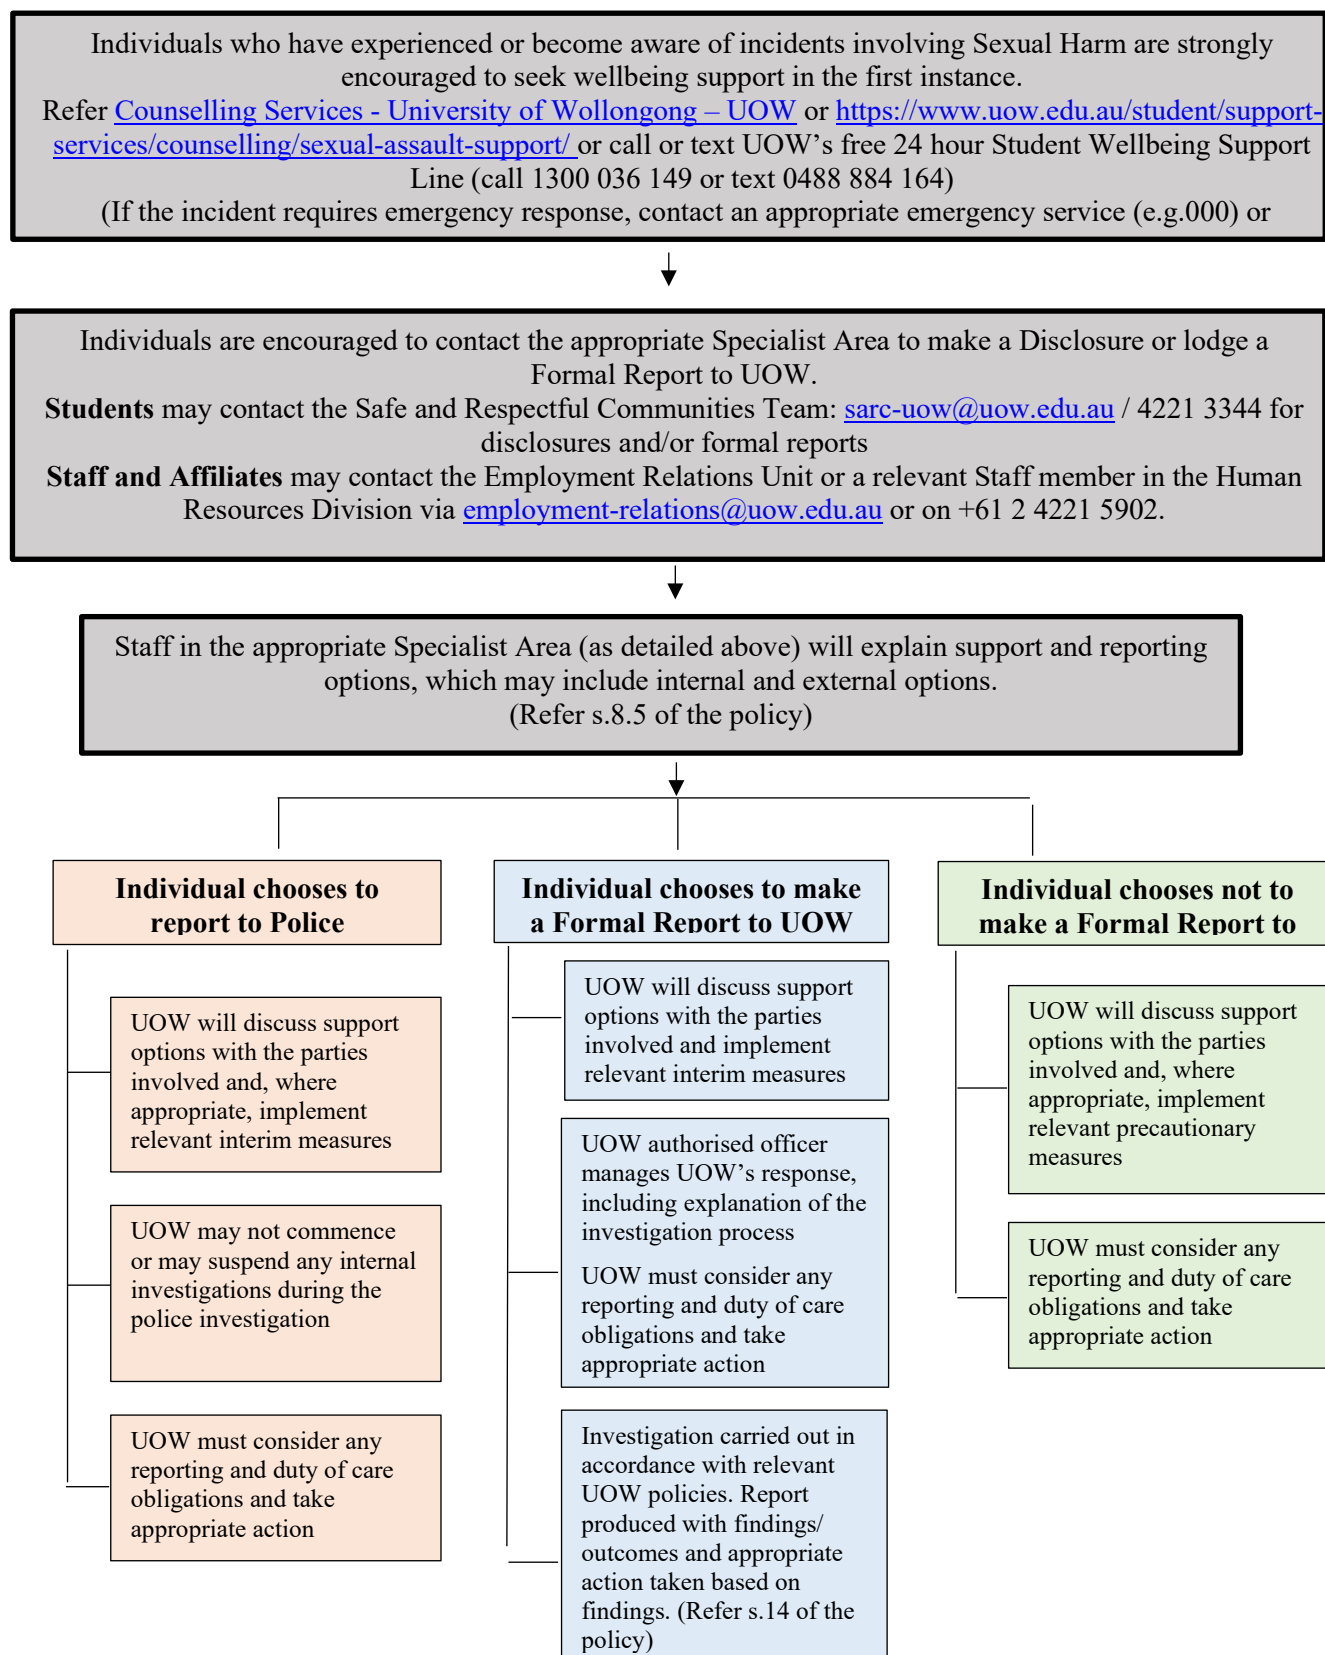 Individuals who have experienced or become aware of incidents involving Sexual Harm are strongly
encouraged to seek wellbeing support in the first instance.
Refer Counselling Services - University of Wollongong – UOW or https://www.uow.edu.au/student/support-
services/counselling/sexual-assault-support/ or call or text UOW’s free 24 hour Student Wellbeing Support
Line (call 1300 036 149 or text 0488 884 164)
(If the incident requires emergency response, contact an appropriate emergency service (e.g.000) or
Individuals are encouraged to contact the appropriate Specialist Area to make a Disclosure or lodge a
Formal Report to UOW.
Students may contact the Safe and Respectful Communities Team: sarc-uow@uow.edu.au / 4221 3344 for
disclosures and/or formal reports
Staff and Affiliates may contact the Employment Relations Unit or a relevant Staff member in the Human
Resources Division via employment-relations@uow.edu.au or on +61 2 4221 5902.
Staff in the appropriate Specialist Area (as detailed above) will explain support and reporting
options, which may include internal and external options.
(Refer s.8.5 of the policy)
Individual chooses to
report to Police
UOW will discuss support
options with the parties
involved and, where
appropriate, implement
relevant interim measures
UOW may not commence
or may suspend any internal
investigations during the
police investigation
UOW must consider any
reporting and duty of care
obligations and take
appropriate action
Individual chooses to make
a Formal Report to UOW
UOW will discuss support
options with the parties
involved and implement
relevant interim measures
UOW authorised officer
manages UOW’s response,
including explanation of the
investigation process
UOW must consider any
reporting and duty of care
obligations and take
appropriate action
Investigation carried out in
accordance with relevant
UOW policies. Report
produced with findings/
outcomes and appropriate
action taken based on
findings. (Refer s.14 of the
policy)
Individual chooses not to
make a Formal Report to
UOW will discuss support
options with the parties
involved and, where
appropriate, implement
relevant precautionary
measures
UOW must consider any
reporting and duty of care
obligations and take
appropriate action